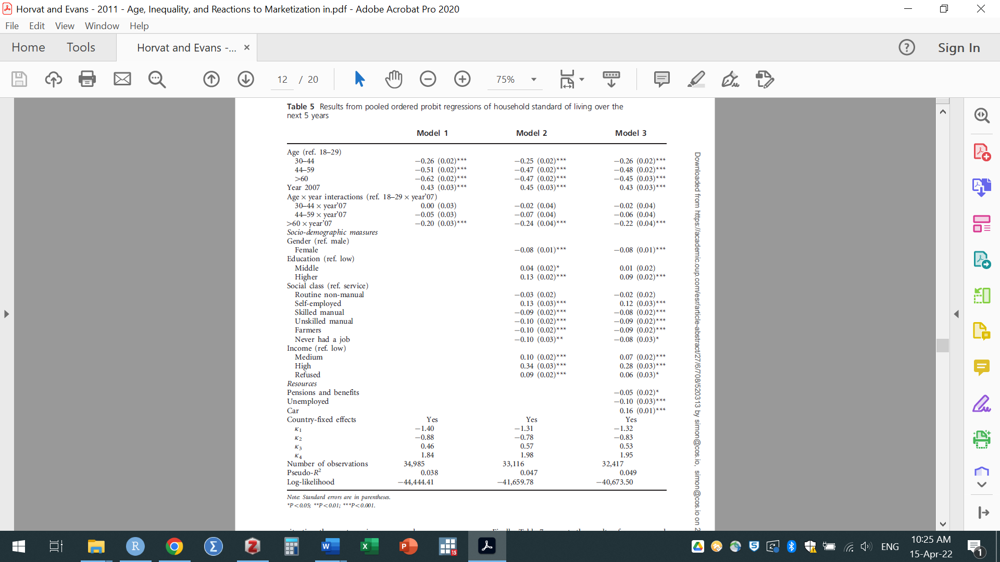 Horvat and Evans - 2011 - Age, Inequality, and Reactions to Marketization in.pdf - Adobe Acrobat Pro 2020
File Edit View Window Help
Home Tools Horvat and Evans -... × ? Sign In
12 / 20 75%
Table 5 Results from pooled ordered probit regressions of household standard of living over the
next 5 years
Model 1 Model 2 Model 3
Age (ref. 18–29)
30–44 −0.26 (0.02)*** −0.25 (0.02)*** −0.26 (0.02)***
44–59 −0.51 (0.02)*** −0.47 (0.02)*** −0.48 (0.02)***
>60 −0.62 (0.02)*** −0.47 (0.02)*** −0.45 (0.03)***
Year 2007 0.43 (0.03)*** 0.45 (0.03)*** 0.43 (0.03)***
Age × year interactions (ref. 18–29 × year'07)
30–44 × year'07 0.00 (0.03) −0.02 (0.04) −0.02 (0.04)
44–59 × year'07 −0.05 (0.03) −0.07 (0.04) −0.06 (0.04)
>60 × year'07 −0.20 (0.03)*** −0.24 (0.04)*** −0.22 (0.04)***
Socio-demographic measures
Gender (ref. male)
Female −0.08 (0.01)*** −0.08 (0.01)***
Education (ref. low)
Middle 0.04 (0.02)* 0.01 (0.02)
Higher 0.13 (0.02)*** 0.09 (0.02)***
Social class (ref. service)
Routine non-manual −0.03 (0.02) −0.02 (0.02)
Self-employed 0.13 (0.03)*** 0.12 (0.03)***
Skilled manual −0.09 (0.02)*** −0.08 (0.02)***
Unskilled manual −0.10 (0.02)*** −0.09 (0.02)***
Farmers −0.10 (0.02)*** −0.09 (0.02)***
Never had a job −0.10 (0.03)** −0.08 (0.03)*
Income (ref. low)
Medium 0.10 (0.02)*** 0.07 (0.02)***
High 0.34 (0.03)*** 0.28 (0.03)***
Refused 0.09 (0.02)*** 0.06 (0.03)*
Resources
Pensions and benefits −0.05 (0.02)*
Unemployed −0.10 (0.03)***
Car 0.16 (0.01)***
Country-fixed effects Yes Yes Yes
κ1 −1.40 −1.31 −1.32
κ2 −0.88 −0.78 −0.83
κ3 0.46 0.57 0.53
κ4 1.84 1.98 1.95
Number of observations 34,985 33,116 32,417
Pseudo-R² 0.038 0.047 0.049
Log-likelihood −44,444.41 −41,659.78 −40,673.50
Note: Standard errors are in parentheses.
*P<0.05; **P<0.01; ***P<0.001.
Downloaded from https://academic.oup.com/esr/article-abstract/27/6/708/520313 by simon@cos.io, simon@cos.io on 2
R Σ Z W X P 15 S ENG 10:25 AM
15-Apr-22 1